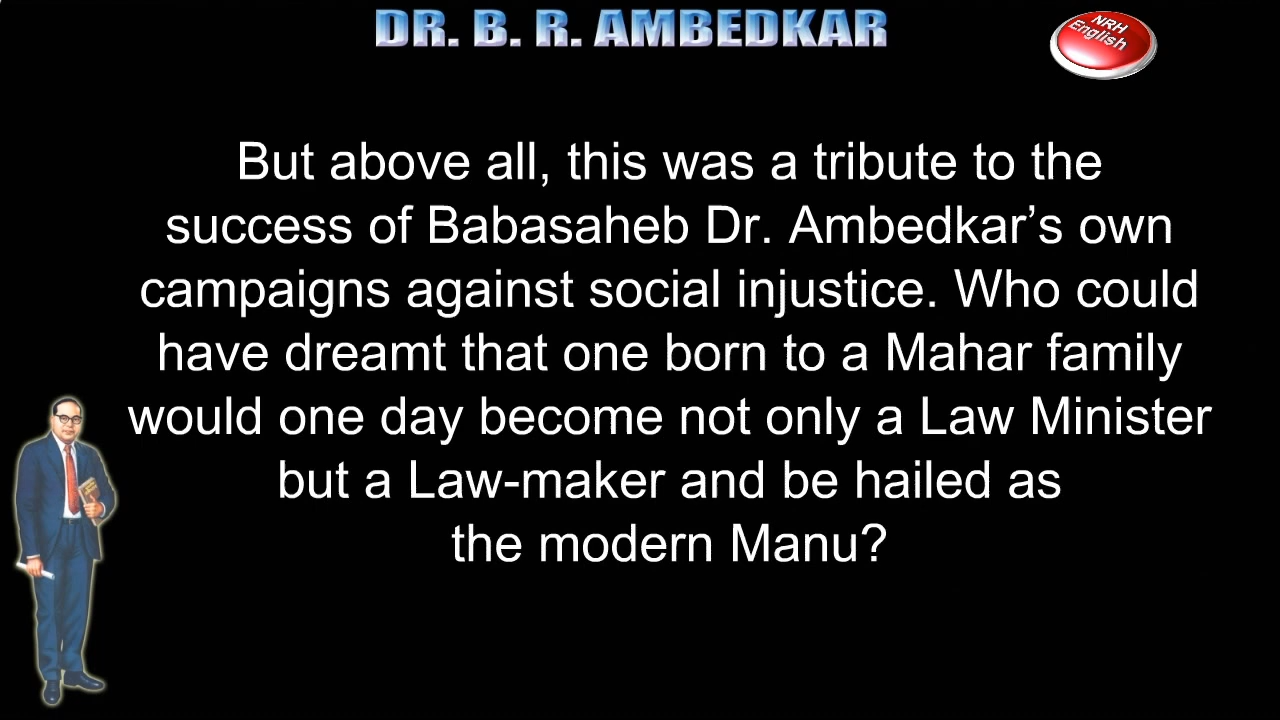 DR. B. R. AMBEDKAR
NRH
English
But above all, this was a tribute to the
success of Babasaheb Dr. Ambedkar’s own
campaigns against social injustice. Who could
have dreamt that one born to a Mahar family
would one day become not only a Law Minister
but a Law-maker and be hailed as
the modern Manu?